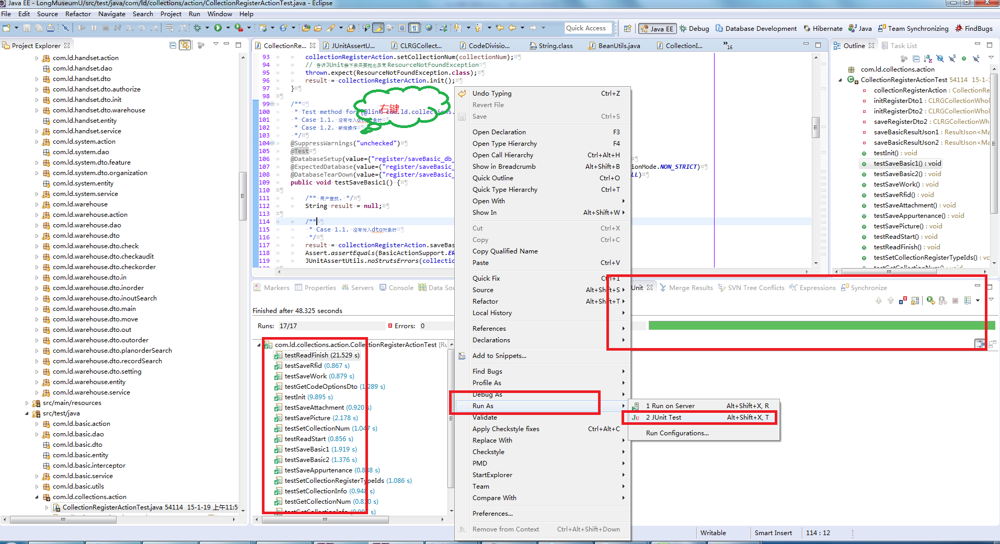 Java EE - LongMuseumU/src/test/java/com/ld/collections/action/CollectionRegisterActionTest.java - Eclipse
File Edit Source Refactor Navigate Search Project Run Window Help
Quick Access Java EE Debug Database Development Hibernate Java Team Synchronizing FindBugs
Project Explorer
com.ld.handset.action
com.ld.handset.dao
com.ld.handset.dto
com.ld.handset.dto.authorize
com.ld.handset.dto.init
com.ld.handset.dto.warehouse
com.ld.handset.entity
com.ld.handset.service
com.ld.system.action
com.ld.system.dao
com.ld.system.dto.feature
com.ld.system.dto.organization
com.ld.system.entity
com.ld.system.service
com.ld.warehouse
com.ld.warehouse.action
com.ld.warehouse.dao
com.ld.warehouse.dto
com.ld.warehouse.dto.check
com.ld.warehouse.dto.checkaudit
com.ld.warehouse.dto.checkorder
com.ld.warehouse.dto.in
com.ld.warehouse.dto.inorder
com.ld.warehouse.dto.inoutSearch
com.ld.warehouse.dto.main
com.ld.warehouse.dto.move
com.ld.warehouse.dto.out
com.ld.warehouse.dto.outorder
com.ld.warehouse.dto.planorderSearch
com.ld.warehouse.dto.recordSearch
com.ld.warehouse.dto.setting
com.ld.warehouse.entity
com.ld.warehouse.service
src/main/resources
src/test/java
com.ld.basic.action
com.ld.basic.dao
com.ld.basic.dto
com.ld.basic.entity
com.ld.basic.interceptor
com.ld.basic.service
com.ld.basic.utils
com.ld.collections.action
CollectionRegisterActionTest.java 54114 15-1-19 上午11:5
CollectionRe... JUnitAssertU... CLRGCollect... CodeDivisio... String.class BeanUtils.java CollectionI... »16
93 collectionRegisterAction.setCollectionNum(collectionNum);
94 // 告诉JUnit接下来需要抛出异常ResourceNotFoundException
95 thrown.expect(ResourceNotFoundException.class);
96 result = collectionRegisterAction.init();
97 }
98
99 /**
100 * Test method for {@link com.ld.collections.
101 * Case 1.1. 没有传入dto对象时
102 * Case 1.2. 新增操作
103 */
104 @SuppressWarnings("unchecked")
105 @Test
106 @DatabaseSetup(value={"register/saveBasic_db_
107 @ExpectedDatabase(value=("register/saveBasic_ ionMode.NON_STRICT)
108 @DatabaseTearDown(value={"register/saveBasic_ LL)
109 public void testSaveBasic1() {
110
111 /** 用户查找. */
112 String result = null;
113
114 /**
115 * Case 1.1. 没有传入dto对象时
116 */
117 result = collectionRegisterAction.saveBas
118 Assert.assertEquals(BasicActionSupport.ER
119 JUnitAssertUtils.noStrutsErrors(collectio
右键
Undo Typing Ctrl+Z
Revert File
Save Ctrl+S
Open Declaration F3
Open Type Hierarchy F4
Open Call Hierarchy Ctrl+Alt+H
Show in Breadcrumb Alt+Shift+B
Quick Outline Ctrl+O
Quick Type Hierarchy Ctrl+T
Open With
Show In Alt+Shift+W
Cut Ctrl+X
Copy Ctrl+C
Copy Qualified Name
Paste Ctrl+V
Quick Fix Ctrl+1
Source Alt+Shift+S
Refactor Alt+Shift+T
Local History
References
Declarations
Add to Snippets...
Find Bugs
Profile As
Debug As
Run As
Validate
Apply Checkstyle fixes Ctrl+Alt+C
Replace With
Checkstyle
PMD
StartExplorer
Team
Compare With
Preferences...
Remove from Context Ctrl+Alt+Shift+Down
1 Run on Server Alt+Shift+X, R
2 JUnit Test Alt+Shift+X, T
Run Configurations...
Outline Task List
com.ld.collections.action
CollectionRegisterActionTest 54114 15-1-1
collectionRegisterAction : CollectionRe
initRegisterDto1 : CLRGCollectionWhol
initRegisterDto2 : CLRGCollectionWhol
saveRegisterDto2 : CLRGCollectionWho
saveBasicResultJson1 : ResultJson<Ma
saveBasicResultJson2 : ResultJson<Ma
testInit() : void
testSaveBasic1() : void
testSaveBasic2() : void
testSaveWork() : void
testSaveRfid() : void
testSaveAttachment() : void
testSaveAppurtenance() : void
testSavePicture() : void
testReadStart() : void
testReadFinish() : void
testSetCollectionRegisterTypeIds() : vo
testGetCollectionNum() : void
Markers Properties Servers Console Data Sou Unit Merge Results SVN Tree Conflicts Expressions Synchronize
Finished after 48.325 seconds
Runs: 17/17 Errors: 0
com.ld.collections.action.CollectionRegisterActionTest [Ru
testReadFinish (21.529 s)
testSaveRfid (0.867 s)
testSaveWork (0.879 s)
testGetCodeOptionsDto (1.289 s)
testInit (9.895 s)
testSaveAttachment (0.920 s)
testSavePicture (2.178 s)
testSetCollectionNum (1.047 s)
testReadStart (0.856 s)
testSaveBasic1 (1.919 s)
testSaveBasic2 (1.376 s)
testSaveAppurtenance (0.838 s)
testSetCollectionRegisterTypeIds (1.086 s)
testSetCollectionInfo (0.948 s)
testGetCollectionNum (0.810 s)
testGetCollectionInfo
Writable Smart Insert 114 : 12